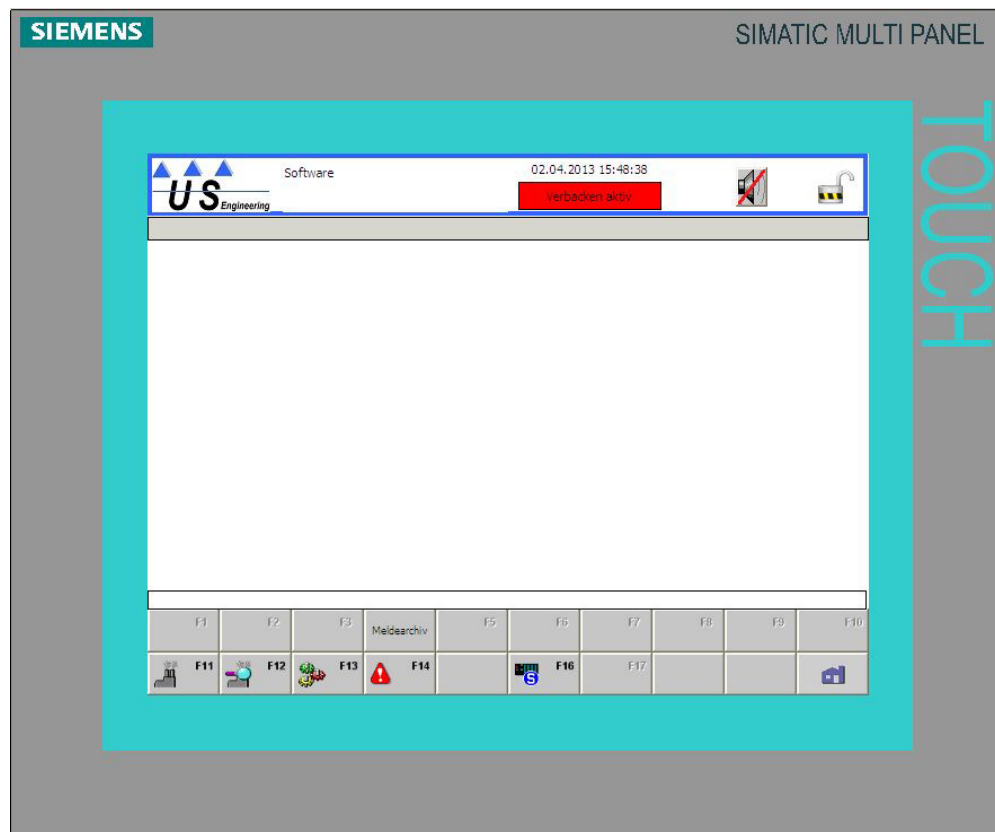 SIEMENS
SIMATIC MULTI PANEL
TOUCH
US Engineering
Software
02.04.2013 15:48:38
Verbacken aktiv
F1 F2 F3 Meldearchiv F5 F6 F7 F8 F9 F10
F11 F12 F13 F14 F16 F17
S